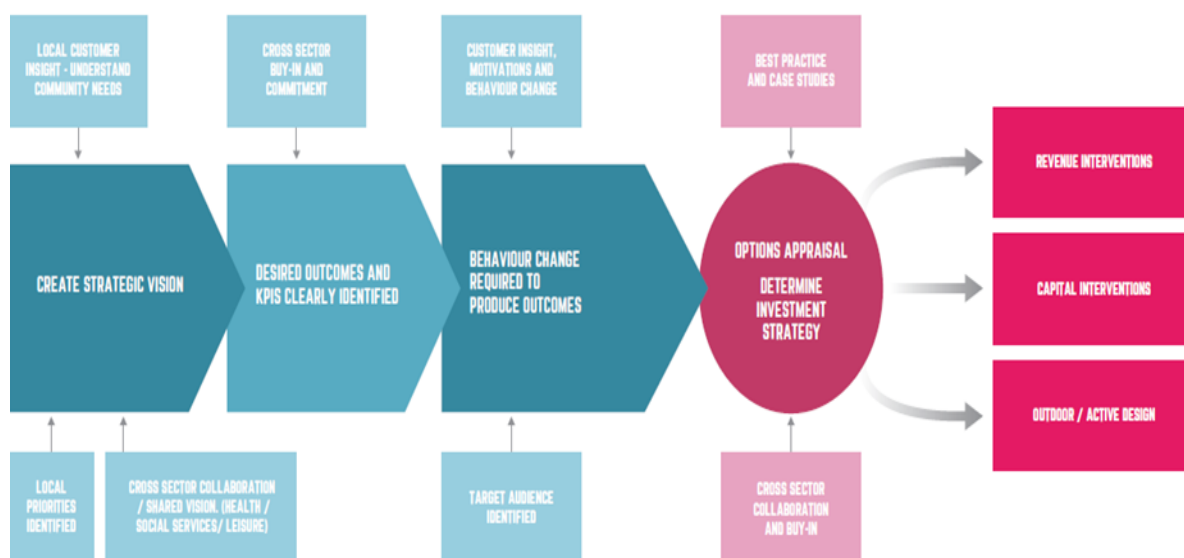 LOCAL CUSTOMER
INSIGHT - UNDERSTAND
COMMUNITY NEEDS
CROSS SECTOR
BUY-IN AND
COMMITMENT
CUSTOMER INSIGHT,
MOTIVATIONS AND
BEHAVIOUR CHANGE
BEST PRACTICE
AND CASE STUDIES
CREATE STRATEGIC VISION
DESIRED OUTCOMES AND
KPIS CLEARLY IDENTIFIED
BEHAVIOUR CHANGE
REQUIRED TO
PRODUCE OUTCOMES
OPTIONS APPRAISAL
DETERMINE
INVESTMENT
STRATEGY
REVENUE INTERVENTIONS
CAPITAL INTERVENTIONS
OUTDOOR / ACTIVE DESIGN
LOCAL
PRIORITIES
IDENTIFIED
CROSS SECTOR COLLABORATION
/ SHARED VISION. (HEALTH /
SOCIAL SERVICES/ LEISURE)
TARGET AUDIENCE
IDENTIFIED
CROSS SECTOR
COLLABORATION
AND BUY-IN